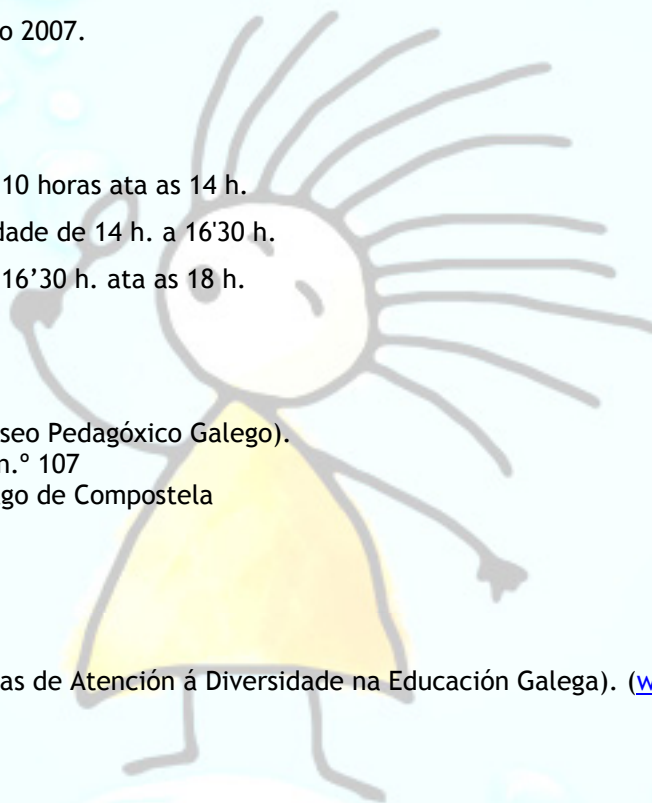 o 2007.
10 horas ata as 14 h.
dade de 14 h. a 16'30 h.
16’30 h. ata as 18 h.
seo Pedagóxico Galego).
n.º 107
go de Compostela
as de Atención á Diversidade na Educación Galega). (w